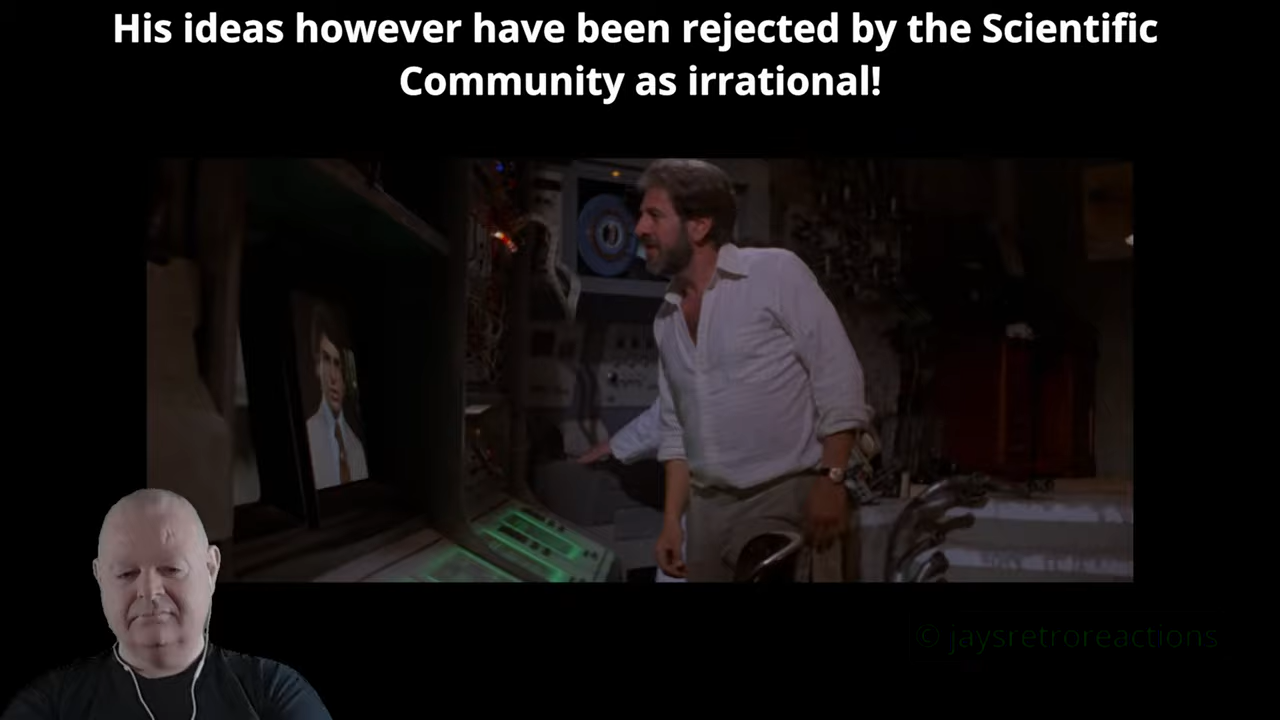 His ideas however have been rejected by the Scientific
Community as irrational!
© jaysretroreactions